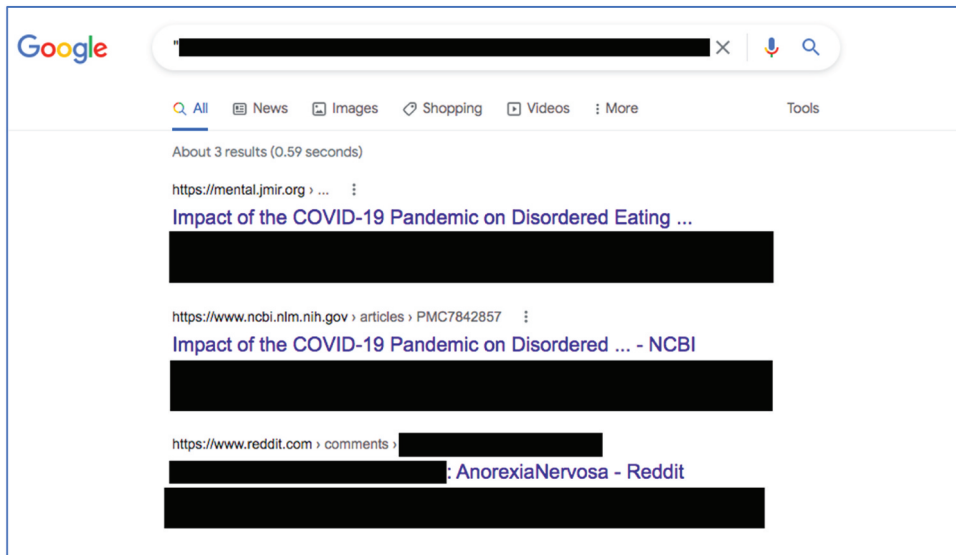 Google "
All News Images Shopping Videos More Tools
About 3 results (0.59 seconds)
https://mental.jmir.org › ...
Impact of the COVID-19 Pandemic on Disordered Eating ...
https://www.ncbi.nlm.nih.gov › articles › PMC7842857
Impact of the COVID-19 Pandemic on Disordered ... - NCBI
https://www.reddit.com › comments ›
: AnorexiaNervosa - Reddit